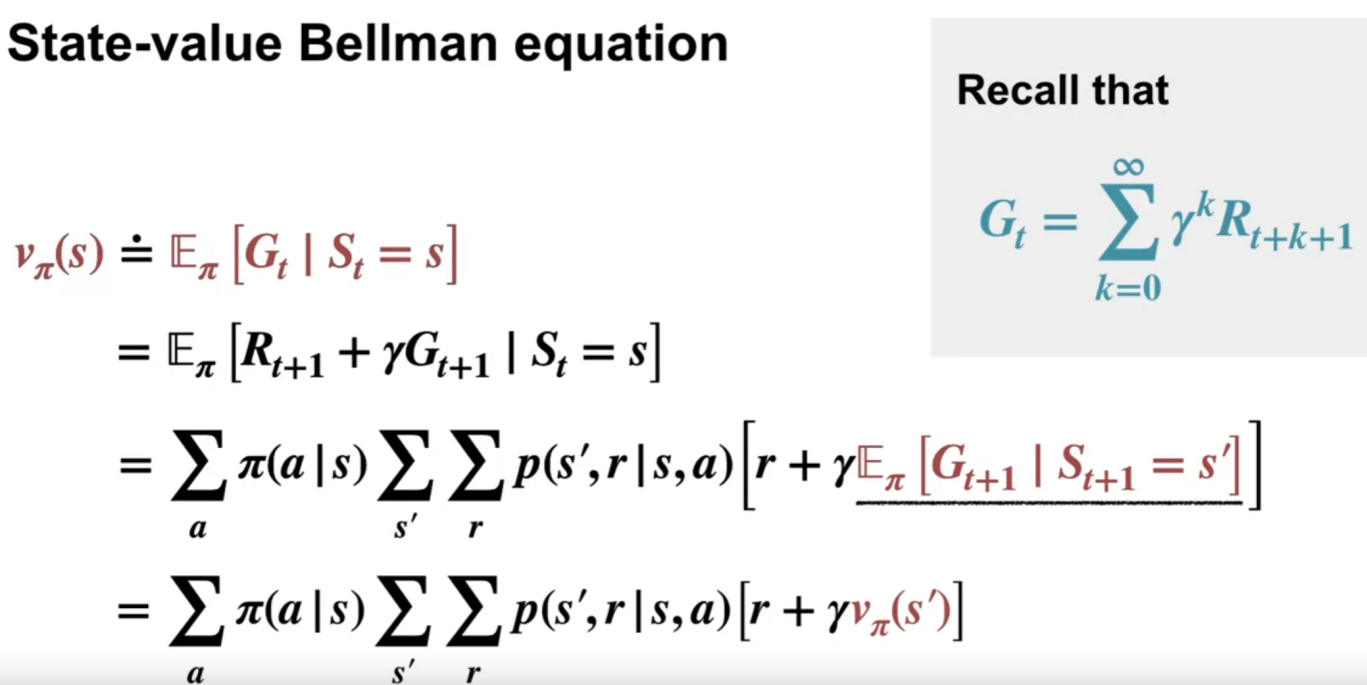 State-value Bellman equation
Recall that
G_t = ∑_{k=0}^{∞} γ^k R_{t+k+1}
v_π(s) ≐ 𝔼_π [G_t | S_t = s]
= 𝔼_π [R_{t+1} + γG_{t+1} | S_t = s]
= ∑_a π(a|s) ∑_{s′} ∑_r p(s′, r|s, a) [r + γ𝔼_π [G_{t+1} | S_{t+1} = s′]]
= ∑_a π(a|s) ∑_{s′} ∑_r p(s′, r|s, a) [r + γv_π(s′)]